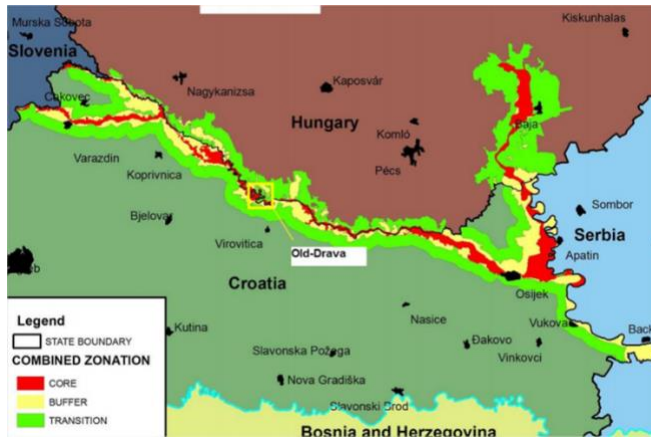 Murska Sobota
Kiskunhalas
Slovenia
Nagykanizsa
Kaposvár
Cakovec
Hungary
Komló
Baja
Varazdin
Pécs
Koprivnica
Sombor
Bjelovar
Serbia
Virovitica
Old-Drava
Apatin
Croatia
Osijek
Legend
STATE BOUNDARY
Kutina
Nasice
Vukovar
Back
COMBINED ZONATION
Đakovo
Vinkovci
CORE
Slavonska Požega
BUFFER
Nova Gradiška
TRANSITION
Slavonski Brod
Bosnia and Herzegovina